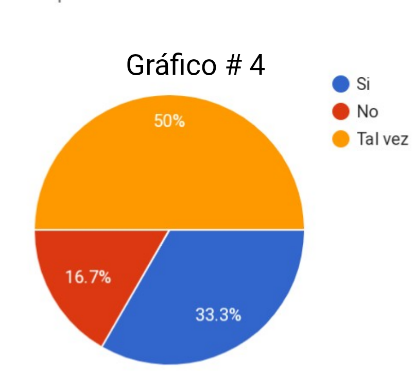 Gráfico # 4
Si
No
Tal vez
50%
16.7%
33.3%